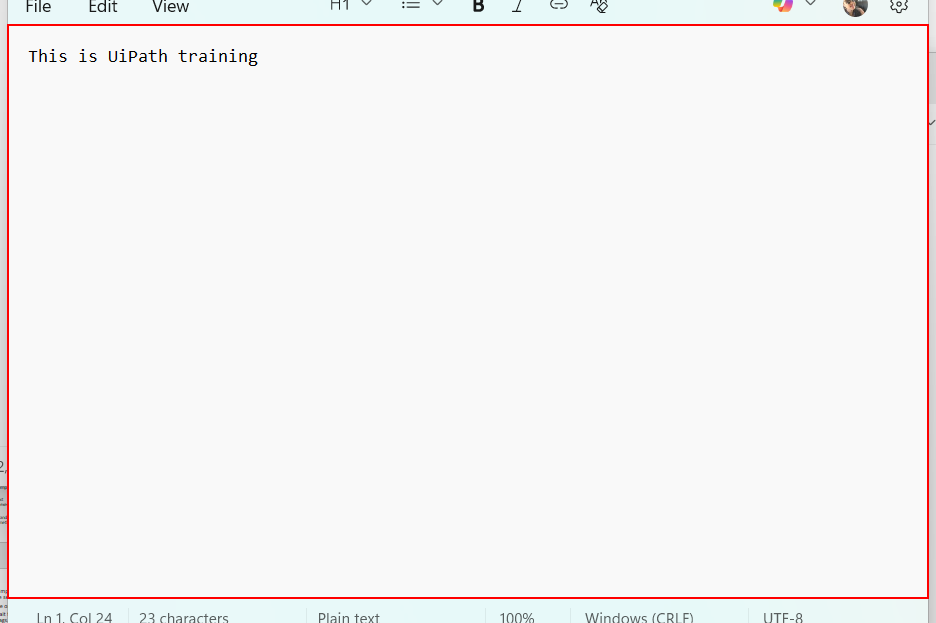 File Edit View H1 B I
This is UiPath training
Ln 1, Col 24 23 characters Plain text 100% Windows (CRLF) UTF-8